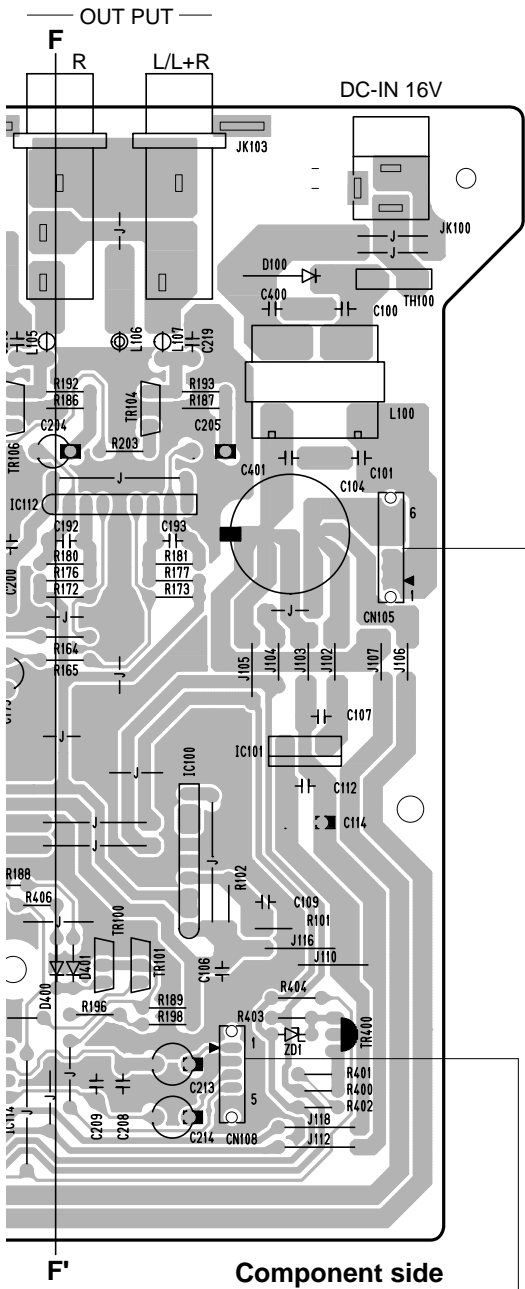 OUT PUT
F
R
L/L+R
DC-IN 16V
JK103
JK100
J
J
J
D100
TH100
C400
C100
L105
L106
L107
C219
R192
R193
R186
R187
TR104
L100
C204
C205
TR106
R203
C401
C101
J
C104
IC112
6
C192
C193
C200
R180
R181
R176
R177
R172
R173
1
CN105
J
J
R164
R165
J
J105
J104
J103
J102
J107
J106
C107
J
IC101
J
IC100
C112
J
C114
J
J
R188
R102
R406
C109
J
TR100
R101
TR101
J116
J110
D400
D401
C106
R404
R196
R189
R198
R403
TR400
1
ZD1
J
J
J
C213
R401
R400
C209
C208
5
R402
IC114
J118
C214
CN108
J112
F'
Component side